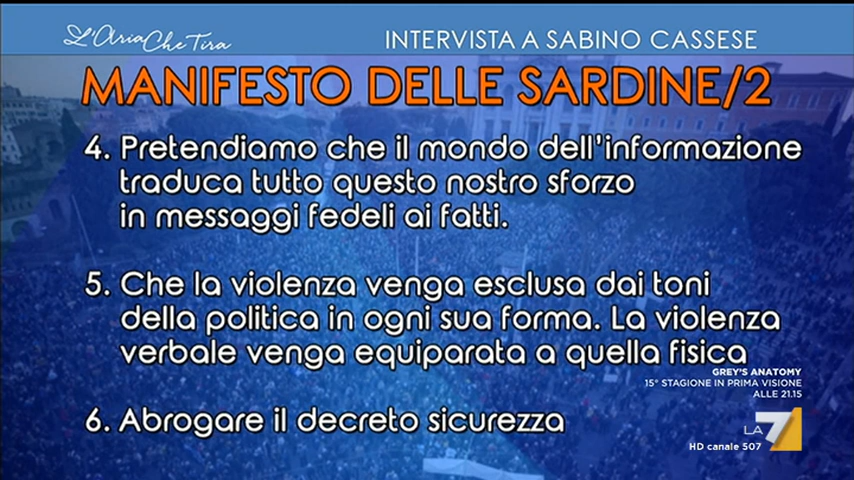 L'Aria Che Tira
INTERVISTA A SABINO CASSESE
MANIFESTO DELLE SARDINE/2
4. Pretendiamo che il mondo dell'informazione
traduca tutto questo nostro sforzo
in messaggi fedeli ai fatti.
5. Che la violenza venga esclusa dai toni
della politica in ogni sua forma. La violenza
verbale venga equiparata a quella fisica
6. Abrogare il decreto sicurezza
GREY'S ANATOMY
15° STAGIONE IN PRIMA VISIONE
ALLE 21.15
LA7
HD canale 507